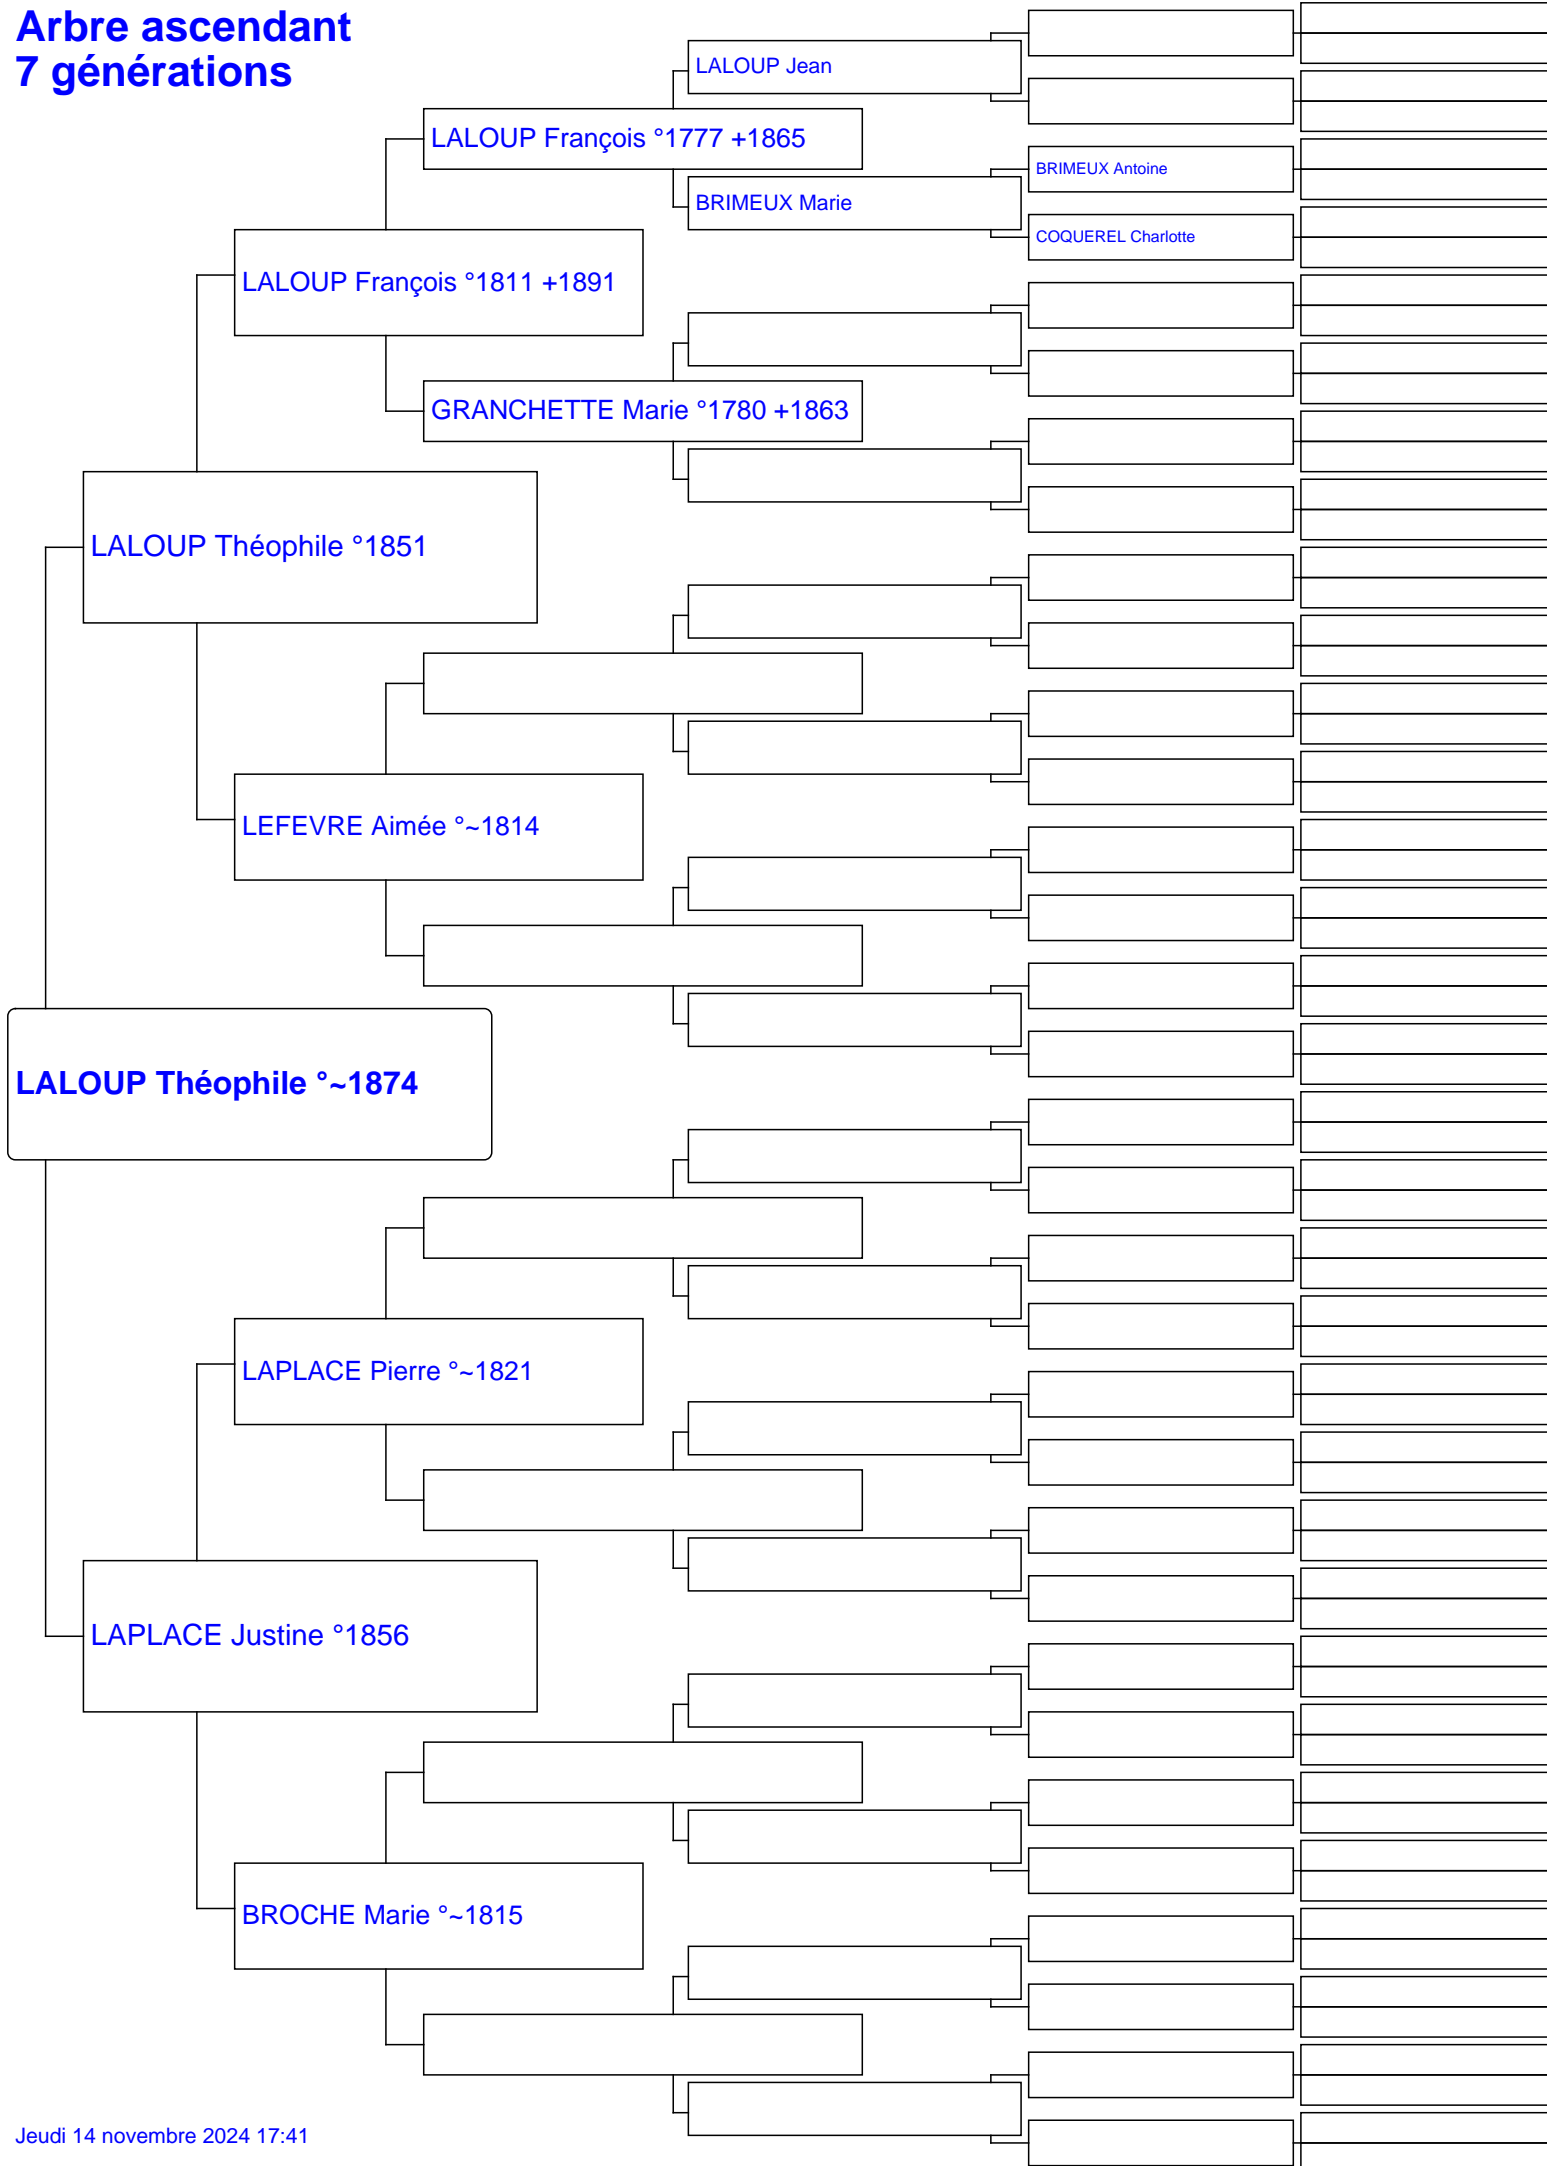 Arbre ascendant
7 générations
LALOUP Jean
LALOUP François °1777 +1865
BRIMEUX Antoine
BRIMEUX Marie
COQUEREL Charlotte
LALOUP François °1811 +1891
GRANCHETTE Marie °1780 +1863
LALOUP Théophile °1851
LEFEVRE Aimée °~1814
LALOUP Théophile °~1874
LAPLACE Pierre °~1821
LAPLACE Justine °1856
BROCHE Marie °~1815
Jeudi 14 novembre 2024 17:41